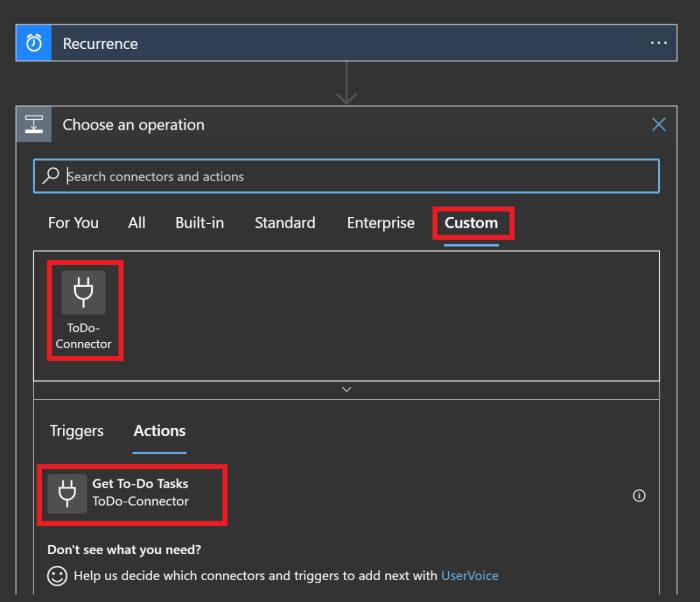 Recurrence
Choose an operation
Search connectors and actions
For You All Built-in Standard Enterprise Custom
ToDo-
Connector
Triggers Actions
Get To-Do Tasks
ToDo-Connector
Don't see what you need?
Help us decide which connectors and triggers to add next with UserVoice